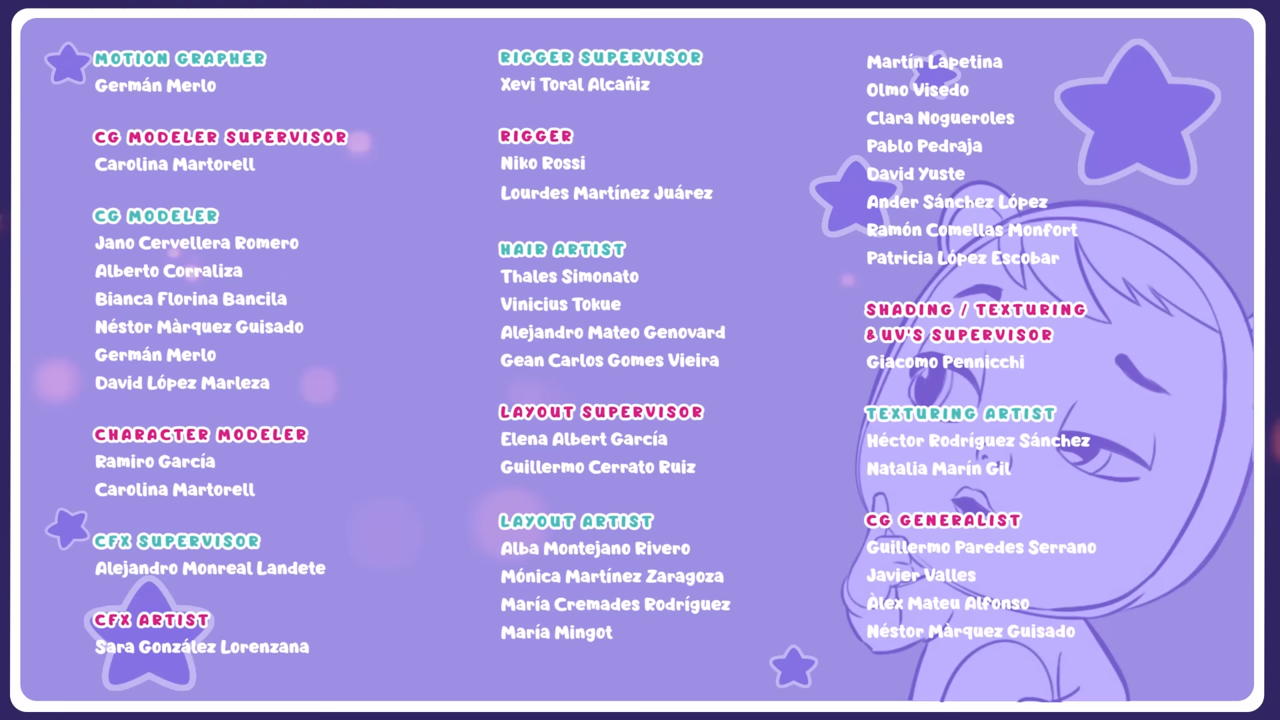 MOTION GRAPHER
Germán Merlo
CG MODELER SUPERVISOR
Carolina Martorell
CG MODELER
Jano Cervellera Romero
Alberto Corraliza
Bianca Florina Bancila
Néstor Màrquez Guisado
Germán Merlo
David López Marleza
CHARACTER MODELER
Ramiro García
Carolina Martorell
CFX SUPERVISOR
Alejandro Monreal Landete
CFX ARTIST
Sara González Lorenzana
RIGGER SUPERVISOR
Xevi Toral Alcañiz
RIGGER
Niko Rossi
Lourdes Martínez Juárez
HAIR ARTIST
Thales Simonato
Vinicius Tokue
Alejandro Mateo Genovard
Gean Carlos Gomes Vieira
LAYOUT SUPERVISOR
Elena Albert García
Guillermo Cerrato Ruiz
LAYOUT ARTIST
Alba Montejano Rivero
Mónica Martínez Zaragoza
María Cremades Rodríguez
María Mingot
Martín Lapetina
Olmo Visedo
Clara Nogueroles
Pablo Pedraja
David Yuste
Ander Sánchez López
Ramón Comellas Monfort
Patricia López Escobar
SHADING / TEXTURING
& UV'S SUPERVISOR
Giacomo Pennicchi
TEXTURING ARTIST
Héctor Rodríguez Sánchez
Natalia Marín Gil
CG GENERALIST
Guillermo Paredes Serrano
Javier Valles
Àlex Mateu Alfonso
Néstor Màrquez Guisado